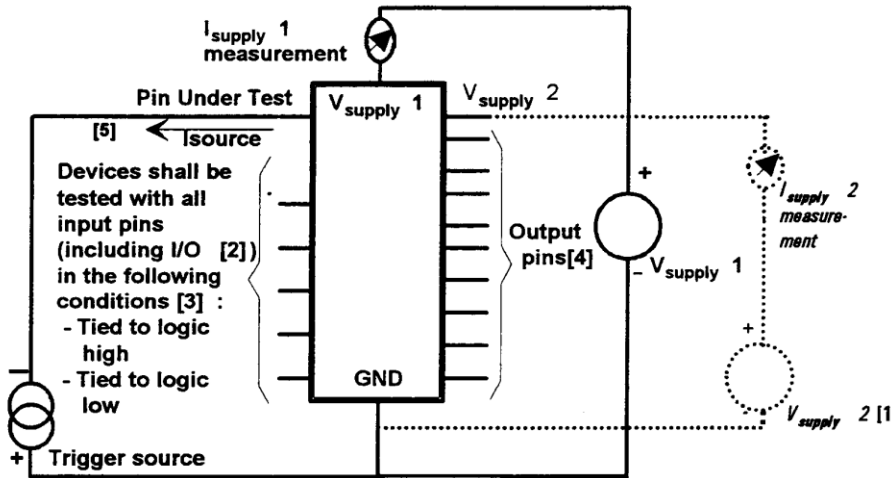 Isupply 1
measurement
Pin Under Test
Vsupply 1
Vsupply 2
[5]
Isource
Devices shall be
tested with all
input pins
(including I/O [2])
in the following
conditions [3] :
- Tied to logic
high
- Tied to logic
low
Output
pins[4]
+
-
Vsupply 1
Isupply 2
measure-
ment
+
Vsupply 2 [1
GND
-
+
Trigger source